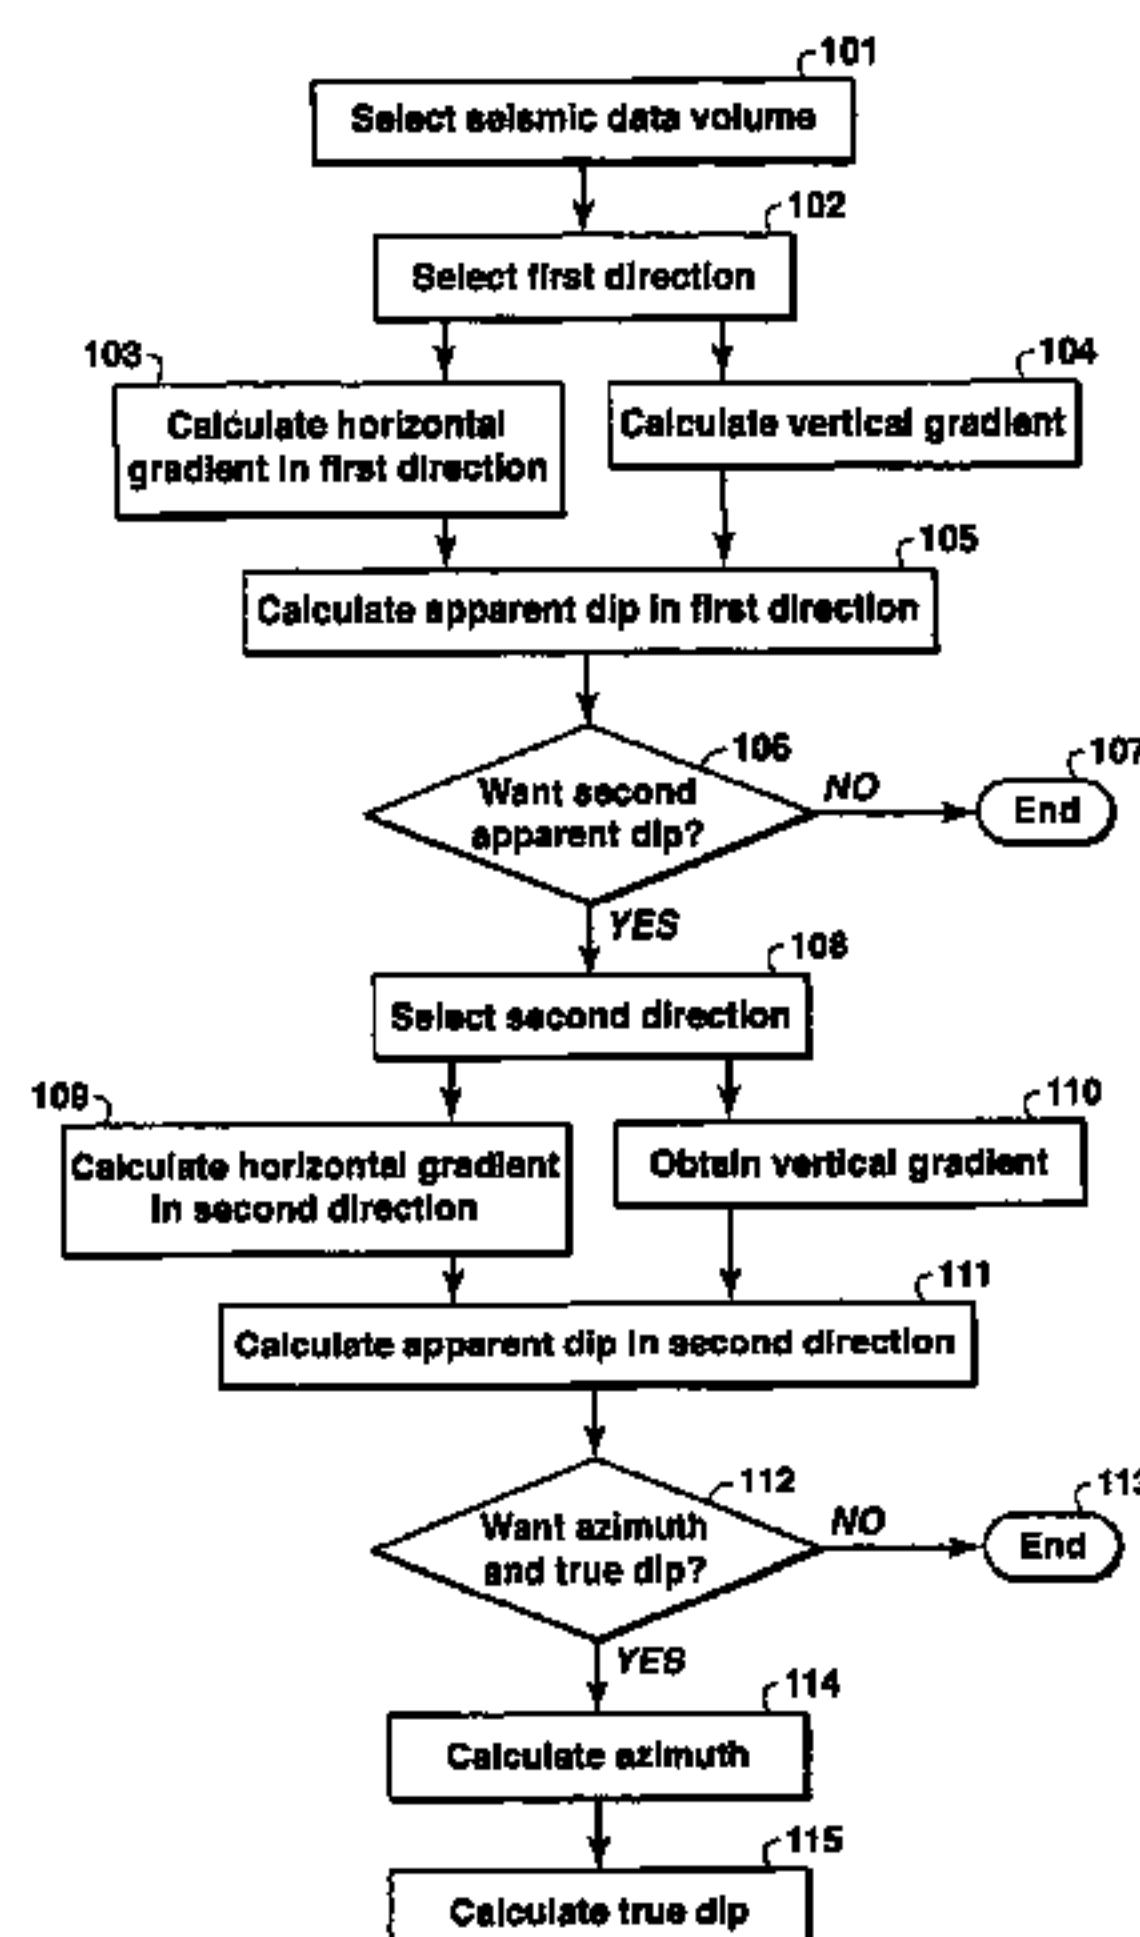 101
Select seismic data volume
102
Select first direction
103
104
Calculate horizontal
gradient in first direction
Calculate vertical gradient
105
Calculate apparent dip in first direction
106
Want second
apparent dip?
NO
107
End
YES
108
Select second direction
109
110
Calculate horizontal gradient
in second direction
Obtain vertical gradient
111
Calculate apparent dip in second direction
112
Want azimuth
and true dip?
NO
113
End
YES
114
Calculate azimuth
115
Calculate true dip